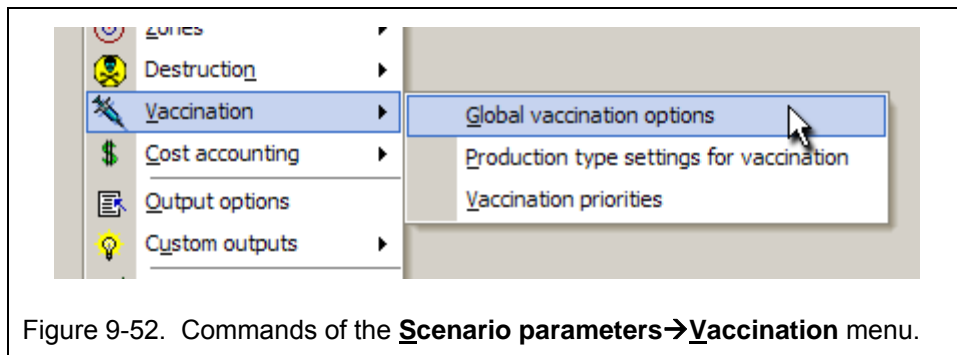 Zones
Destruction
Vaccination
Global vaccination options
Cost accounting
Production type settings for vaccination
Output options
Vaccination priorities
Custom outputs
Figure 9-52. Commands of the Scenario parameters→Vaccination menu.